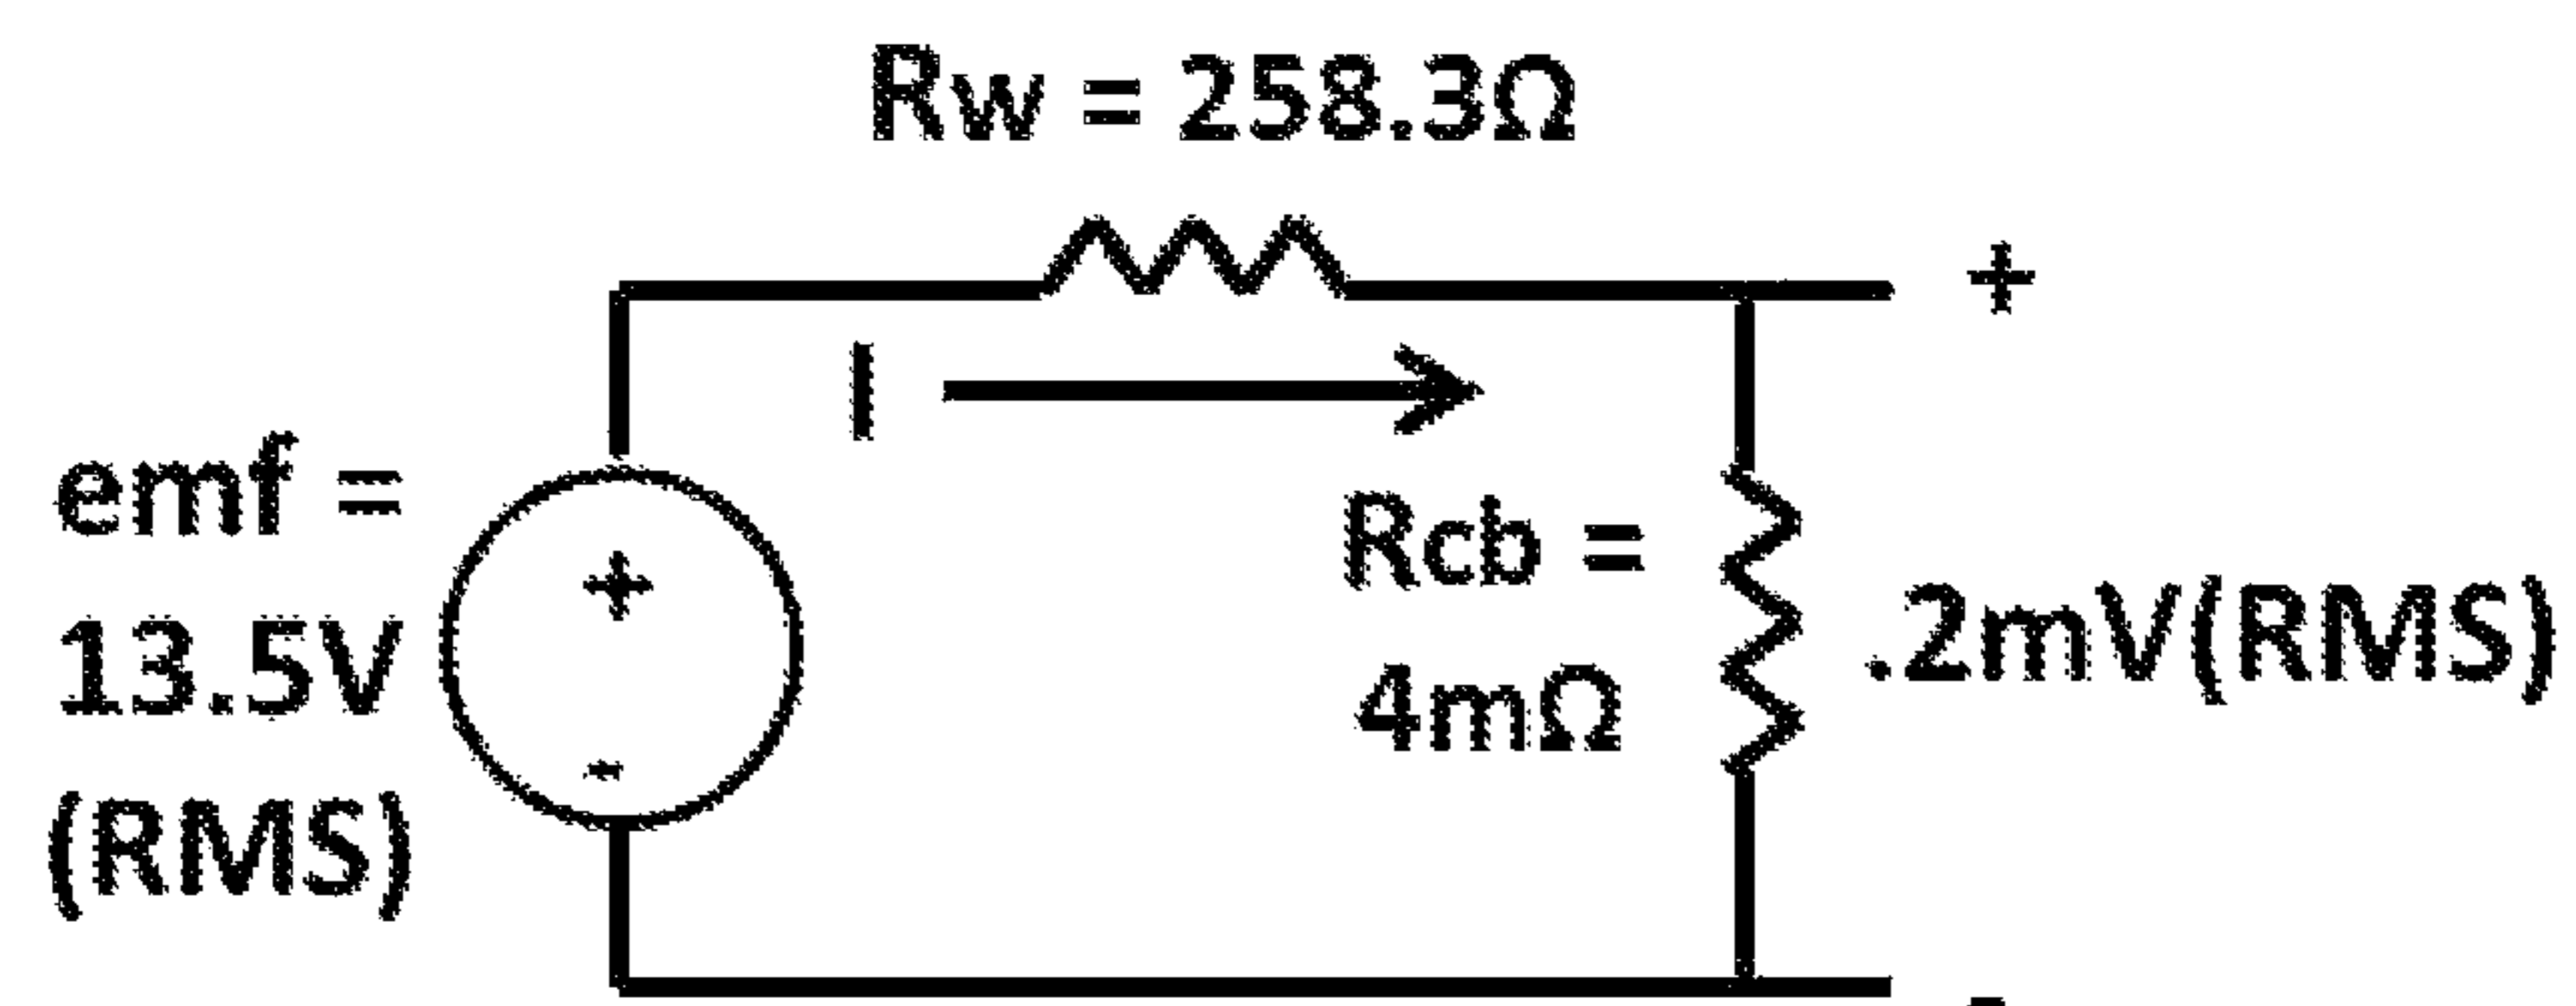 Rw = 258.3Ω
+
I
emf =
13.5V
(RMS)
+
-
Rcb =
4mΩ
.2mV(RMS)
-